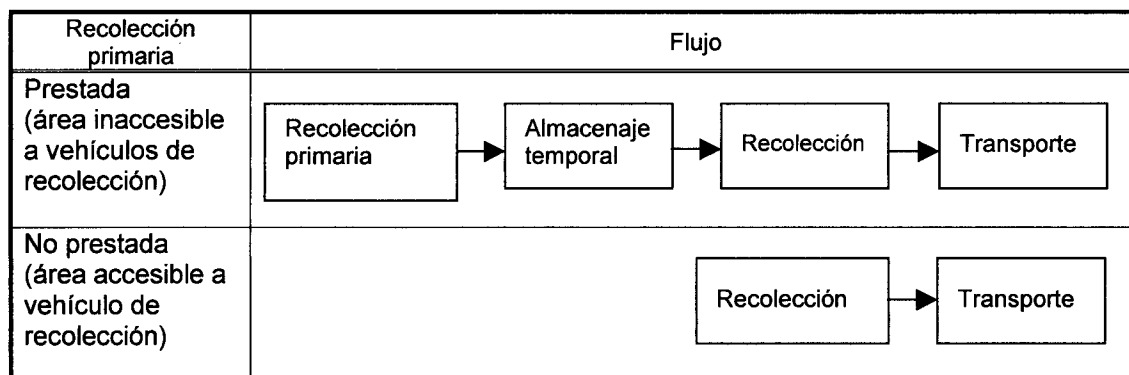 Recolección
primaria
Flujo
Prestada
(área inaccesible
a vehículos de
recolección)
Recolección
primaria
Almacenaje
temporal
Recolección
Transporte
No prestada
(área accesible a
vehículo de
recolección)
Recolección
Transporte